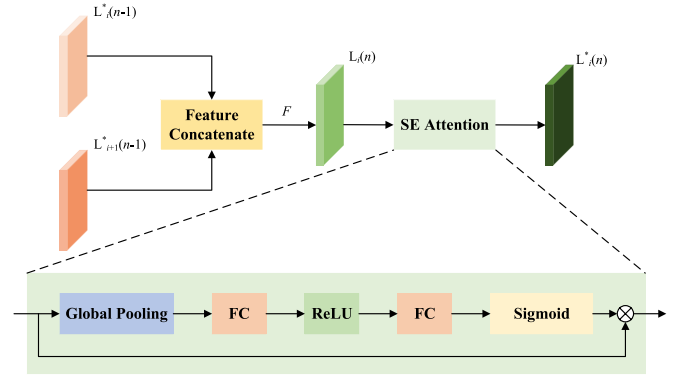 L*i(n-1)
L*i+1(n-1)
Feature
Concatenate
F
Li(n)
SE Attention
L*i(n)
Global Pooling
FC
ReLU
FC
Sigmoid